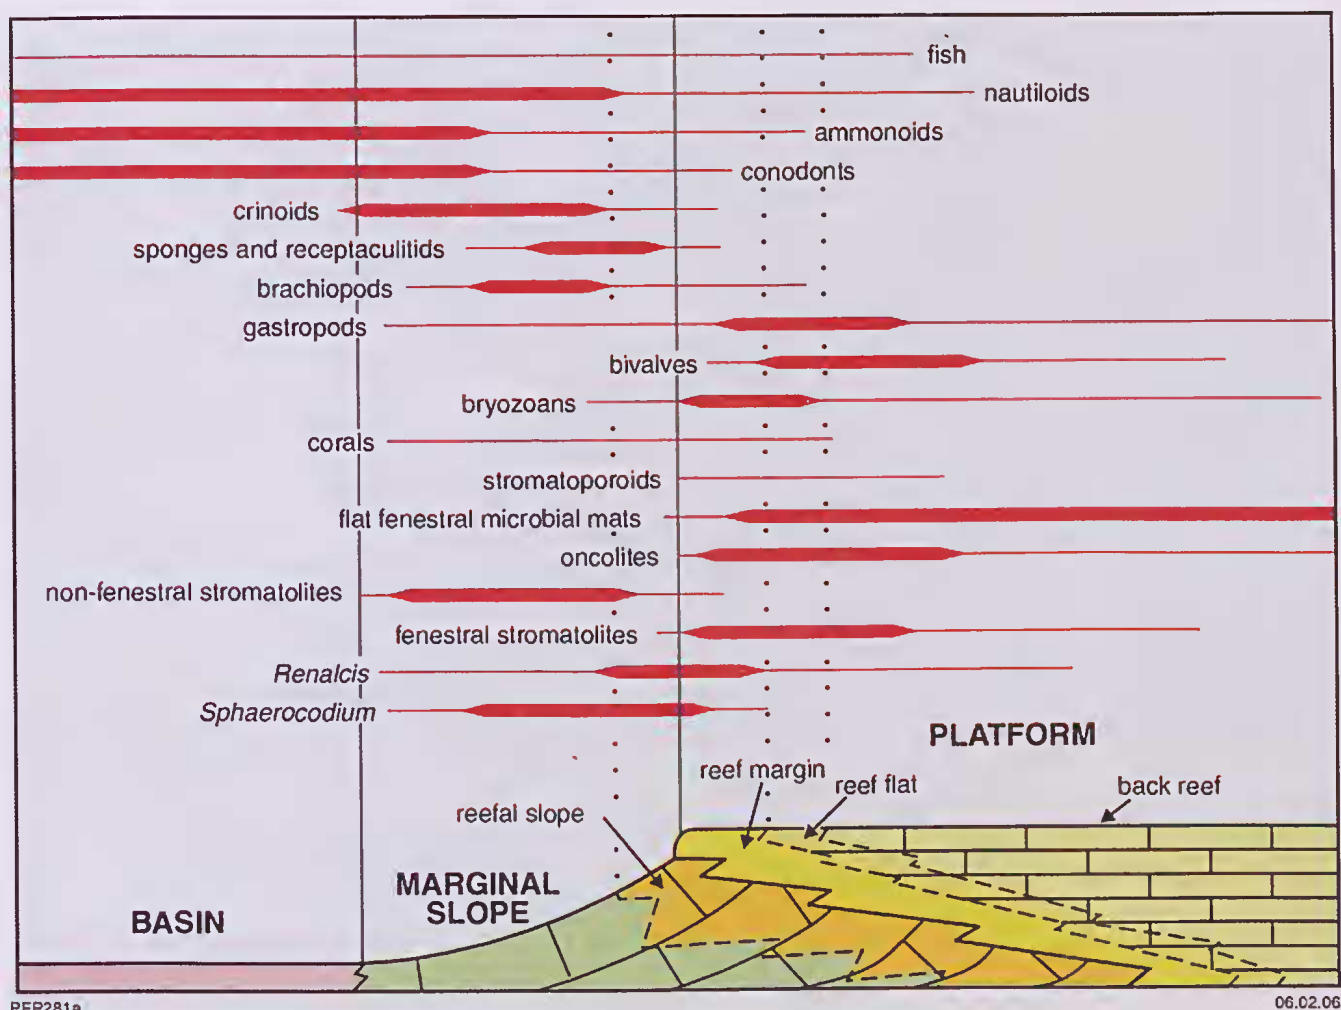 fish
nautiloids
ammonoids
conodonts
crinoids
sponges and receptaculitids
brachiopods
gastropods
bivalves
bryozoans
corals
stromatoporoids
flat fenestral microbial mats
oncolites
non-fenestral stromatolites
fenestral stromatolites
Renalcis
Sphaerocodium
PLATFORM
reef margin
reef flat
back reef
reefal slope
MARGINAL
SLOPE
BASIN
06.02.06